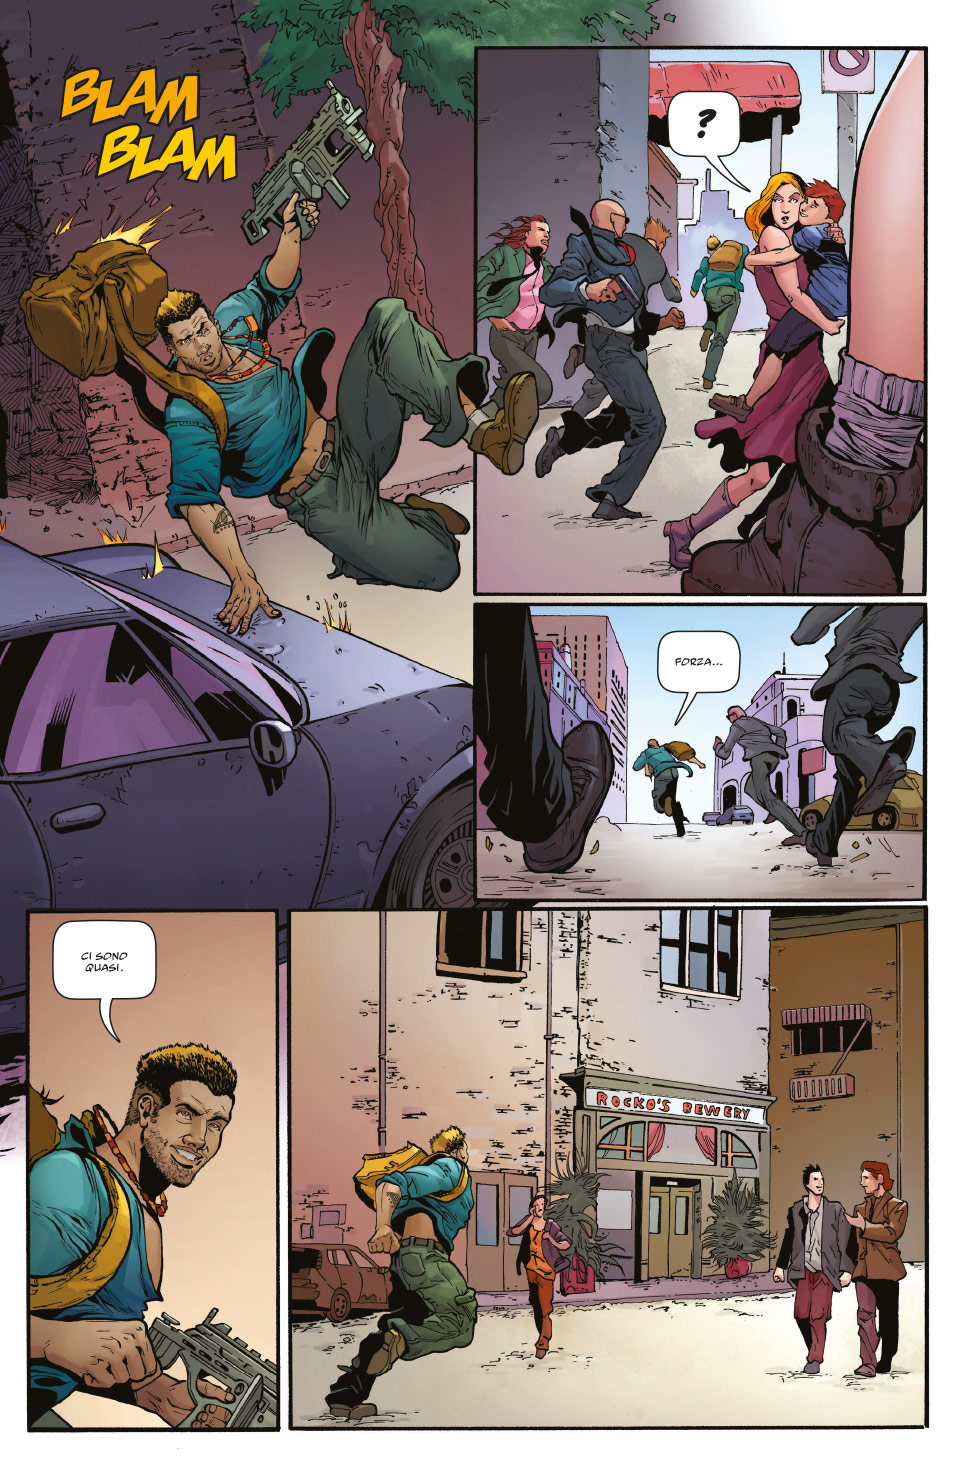 BLAM
BLAM
?
FORZA...
CI SONO
QUASI.
ROCKO'S BEWERY